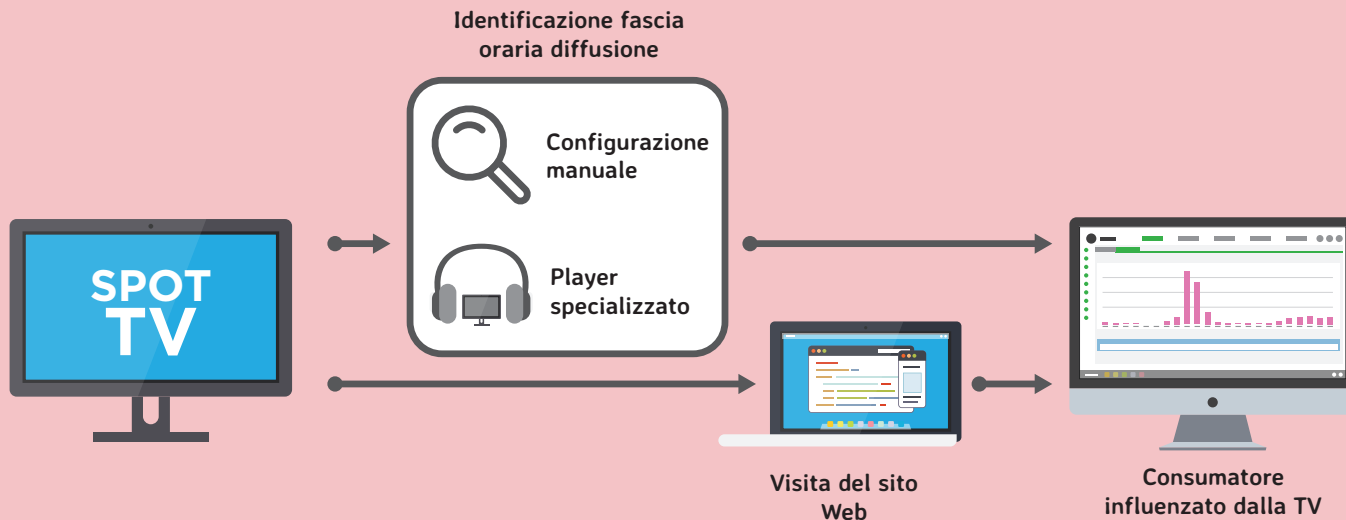 Identificazione fascia
oraria diffusione
Configurazione
manuale
SPOT
TV
Player
specializzato
Visita del sito
Web
Consumatore
influenzato dalla TV